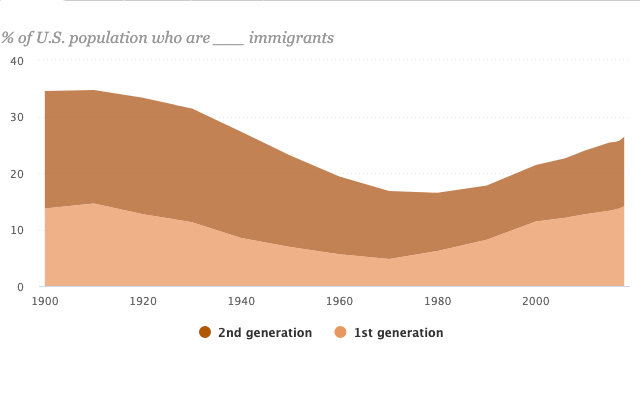 % of U.S. population who are ___ immigrants
40
30
20
10
0
1900 1920 1940 1960 1980 2000
2nd generation 1st generation